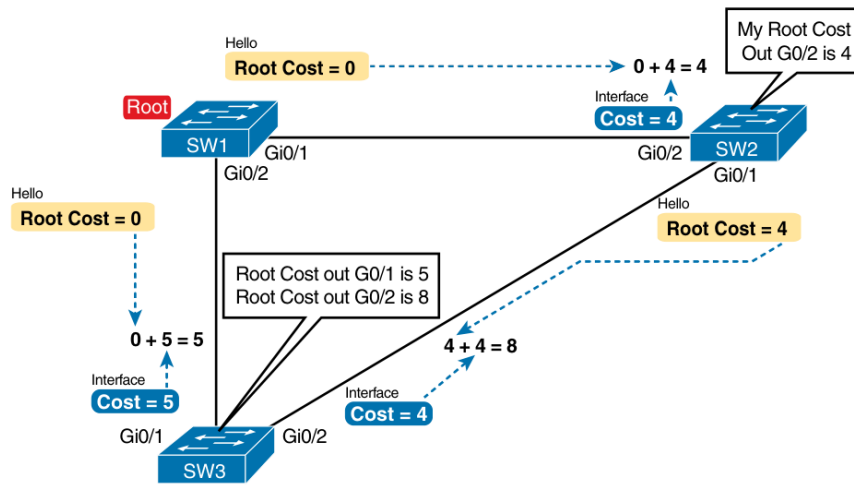 Hello
Root Cost = 0
0 + 4 = 4
My Root Cost
Out G0/2 is 4
Interface
Cost = 4
Root
SW1
Gi0/1
Gi0/2
Gi0/2
SW2
Gi0/1
Hello
Root Cost = 0
Hello
Root Cost = 4
Root Cost out G0/1 is 5
Root Cost out G0/2 is 8
0 + 5 = 5
4 + 4 = 8
Interface
Cost = 5
Interface
Cost = 4
Gi0/1
Gi0/2
SW3